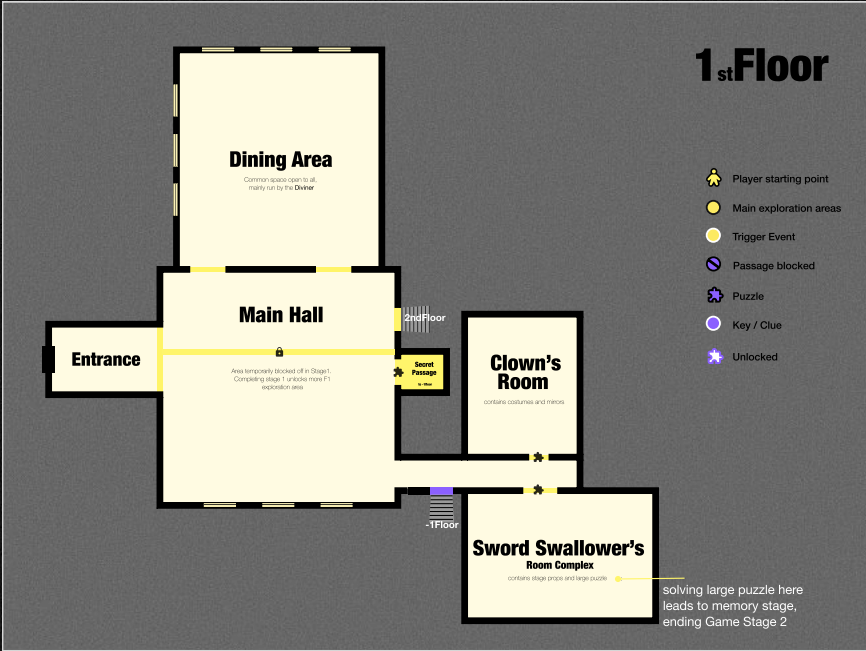 1stFloor
Dining Area
Common space open to all,
mainly run by the Diviner
Player starting point
Main exploration areas
Trigger Event
Passage blocked
Puzzle
Key / Clue
Unlocked
Main Hall
2ndFloor
Entrance
Area temporarily blocked off in Stage1.
Completing stage 1 unlocks more F1
exploration area
Secret
Passage
to - 1floor
Clown's
Room
contains costumes and mirrors
-1Floor
Sword Swallower's
Room Complex
contains stage props and large puzzle
solving large puzzle here
leads to memory stage,
ending Game Stage 2